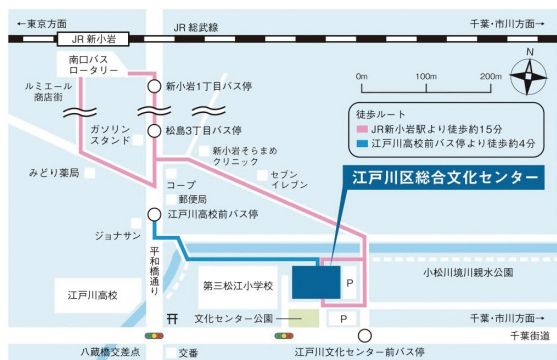 ←東京方面
JR 総武線
千葉・市川方面→
JR 新小岩
南口バス
ロータリー
ルミエール
商店街
新小岩1丁目バス停
松島3丁目バス停
ガソリン
スタンド
新小岩そらまめ
クリニック
みどり薬局
コープ
セブン
イレブン
郵便局
江戸川高校前バス停
ジョナサン
N
0m
100m
200m
徒歩ルート
JR新小岩駅より徒歩約15分
江戸川高校前バス停より徒歩約4分
江戸川区総合文化センター
平和橋通り
小松川境川親水公園
江戸川高校
第三松江小学校
P
文化センター公園
P
千葉・市川方面→
千葉街道
八蔵橋交差点
交番
江戸川文化センター前バス停